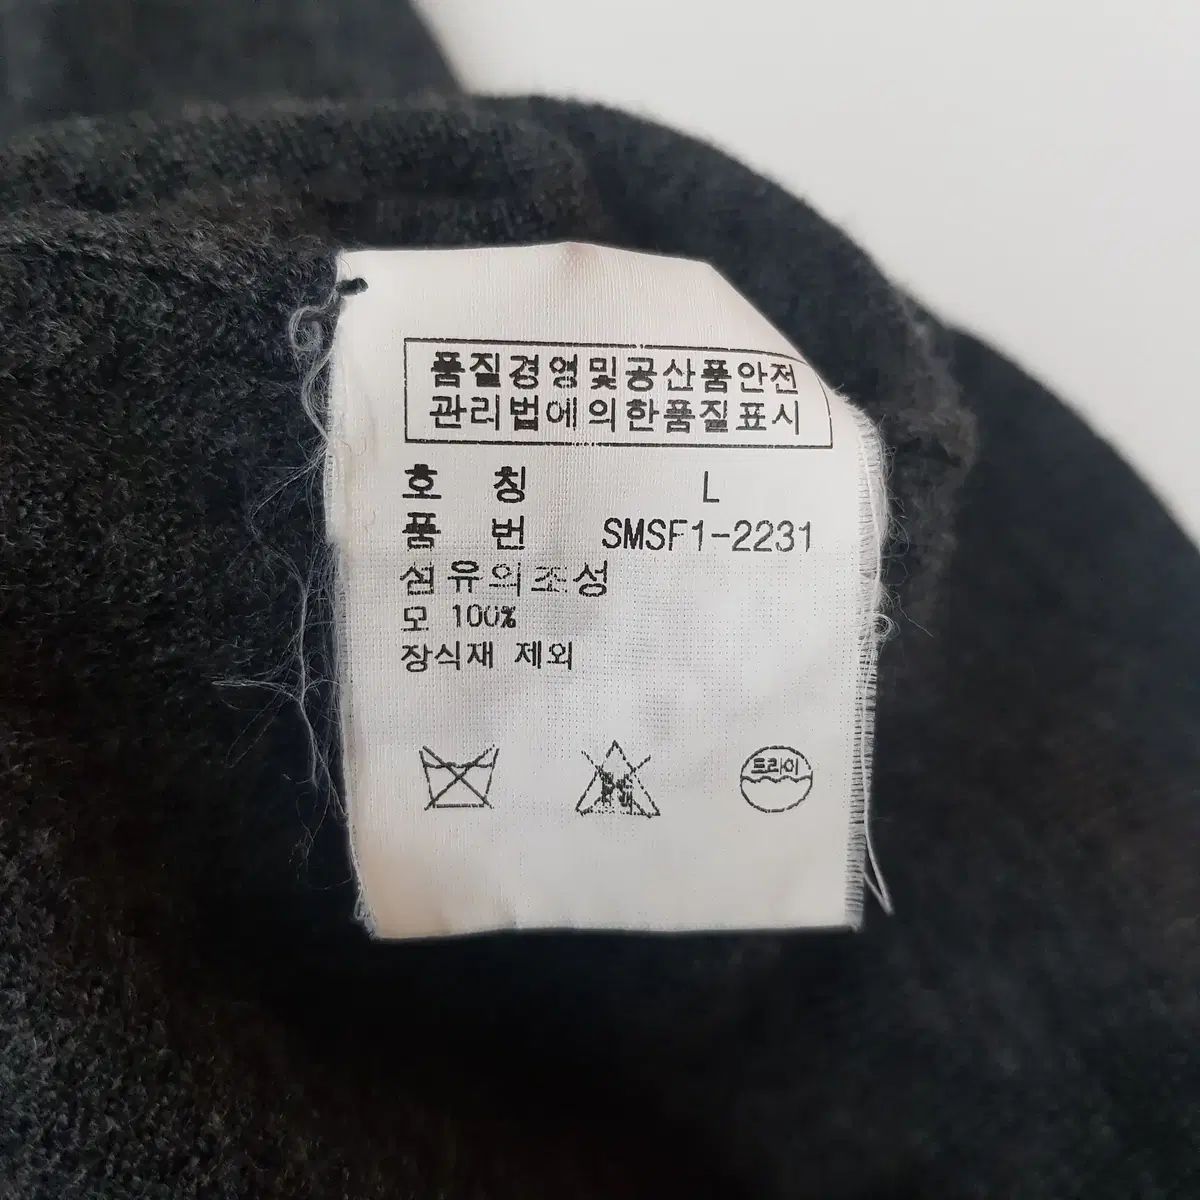 품질경영및공산품안전
관리법에의한품질표시
호 칭 L
품 번 SMSF1-2231
섬유의조성
모 100%
장식재 제외
드라이